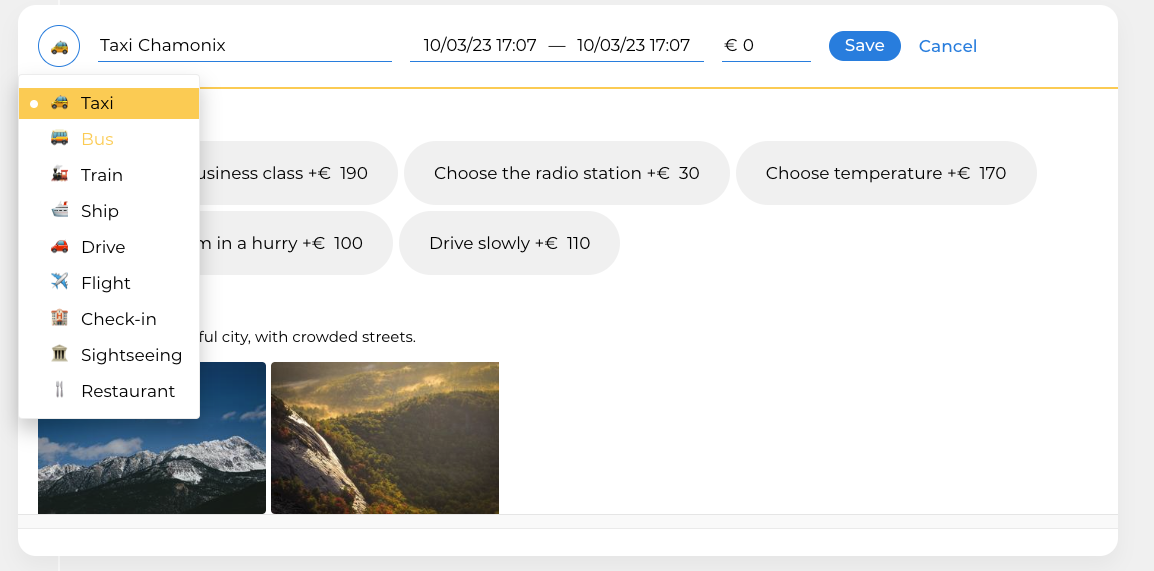 Taxi Chamonix 10/03/23 17:07 — 10/03/23 17:07 € 0 Save Cancel
Taxi
Bus
Train
Ship
Drive
Flight
Check-in
Sightseeing
Restaurant
class +€ 190 Choose the radio station +€ 30 Choose temperature +€ 170
in a hurry +€ 100 Drive slowly +€ 110
city, with crowded streets.